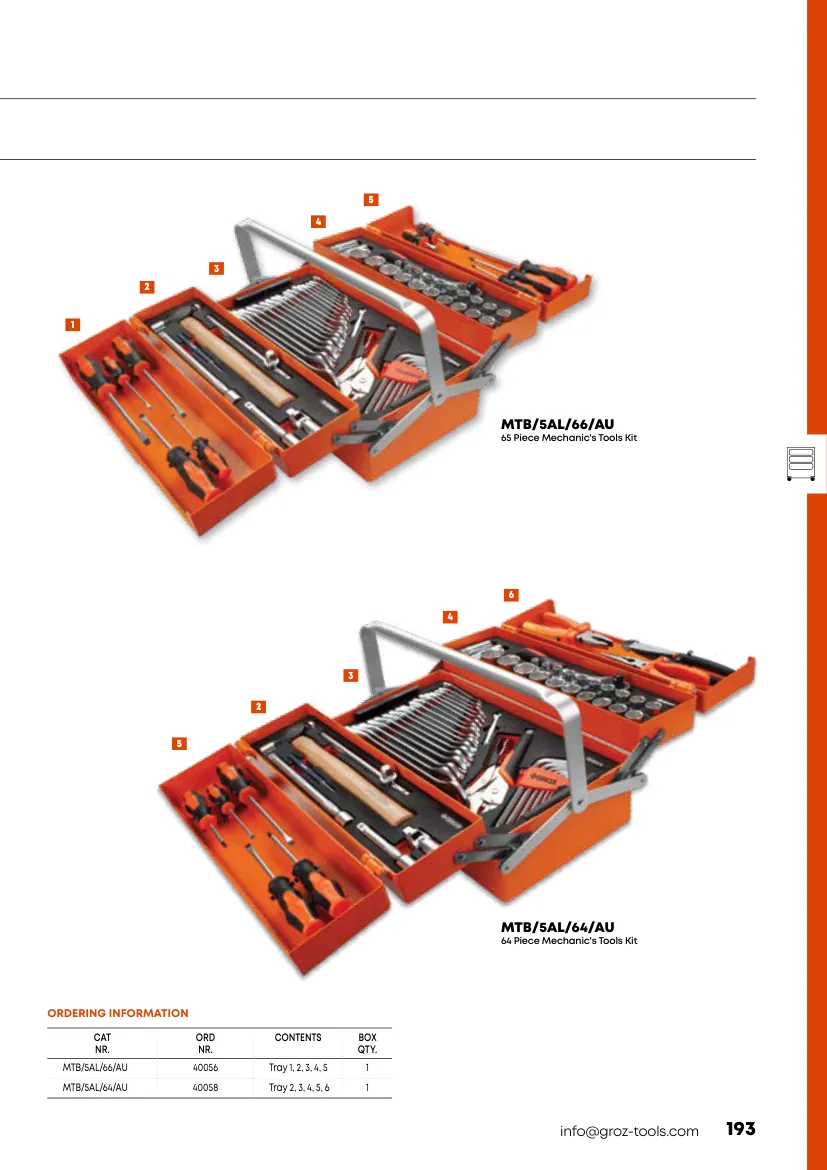 5
4
3
2
1
MTB/5AL/66/AU
65 Piece Mechanic's Tools Kit
6
4
3
2
5
GROZ
MTB/5AL/64/AU
64 Piece Mechanic's Tools Kit
ORDERING INFORMATION
CAT NR. ORD NR. CONTENTS BOX QTY.
MTB/5AL/66/AU 40056 Tray 1, 2, 3, 4, 5 1
MTB/5AL/64/AU 40058 Tray 2, 3, 4, 5, 6 1
info@groz-tools.com 193